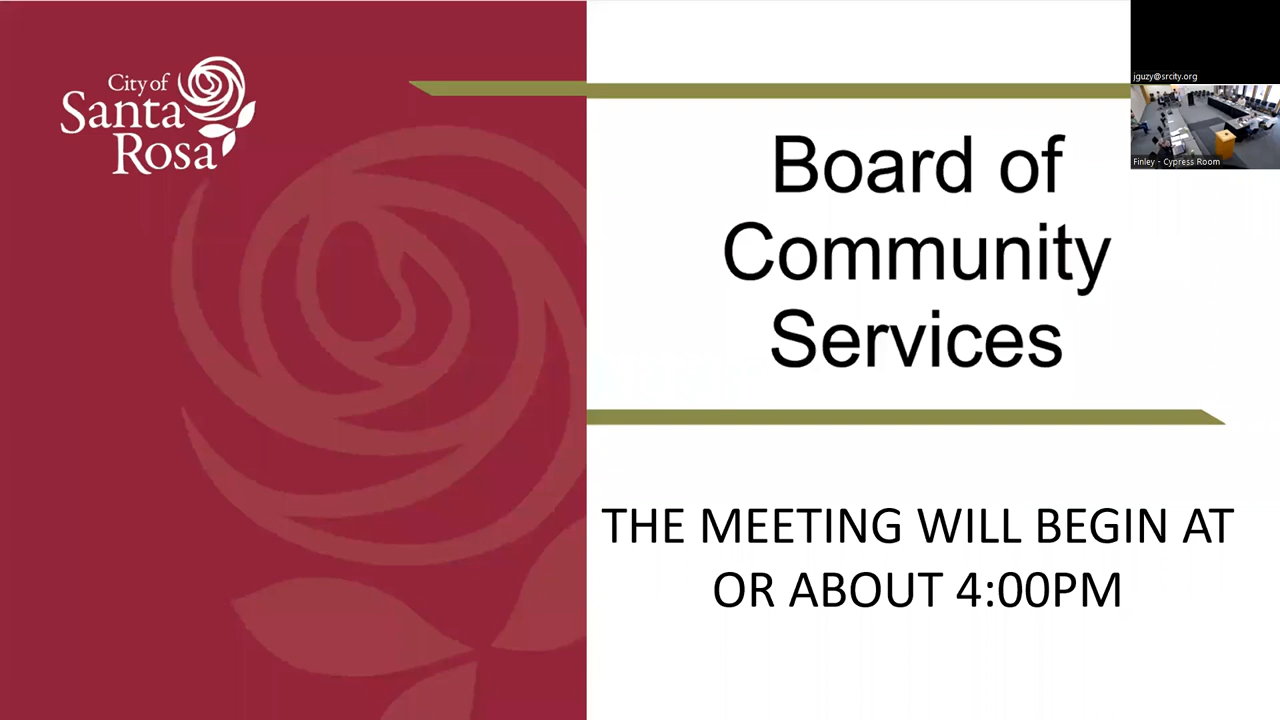 City of
Santa
Rosa
jguzy@srcity.org
Finley - Cypress Room
Board of
Community
Services
THE MEETING WILL BEGIN AT
OR ABOUT 4:00PM